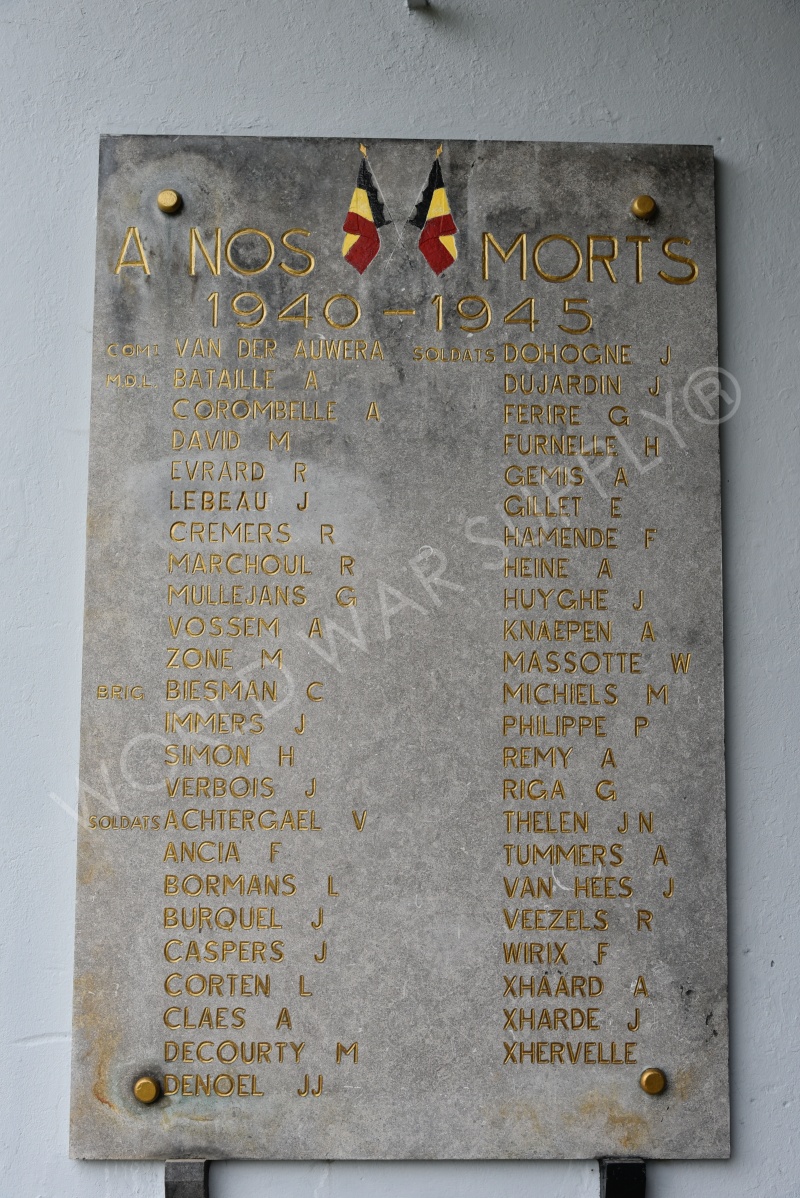 A NOS MORTS
1940 - 1945
COMT VAN DER AUWERA
M.D.L. BATAILLE A
COROMBELLE A
DAVID M
EVRARD R
LEBEAU J
CREMERS R
MARCHOUL R
MULLEJANS G
VOSSEM A
ZONE M
BRIG BIESMAN C
IMMERS J
SIMON H
VERBOIS J
SOLDATS ACHTERGAEL V
ANCIA F
BORMANS L
BURQUEL J
CASPERS J
CORTEN L
CLAES A
DECOURTY M
DENOEL JJ
SOLDATS DOHOGNE J
DUJARDIN J
FERIRE G
FURNELLE H
GEMIS A
GILLET E
HAMENDE F
HEINE A
HUYGHE J
KNAEPEN A
MASSOTTE W
MICHIELS M
PHILIPPE P
REMY A
RIGA G
THELEN JN
TUMMERS A
VAN HEES J
VEEZELS R
WIRIX F
XHAARD A
XHARDE J
XHERVELLE
WORLD WAR SUPPLY®